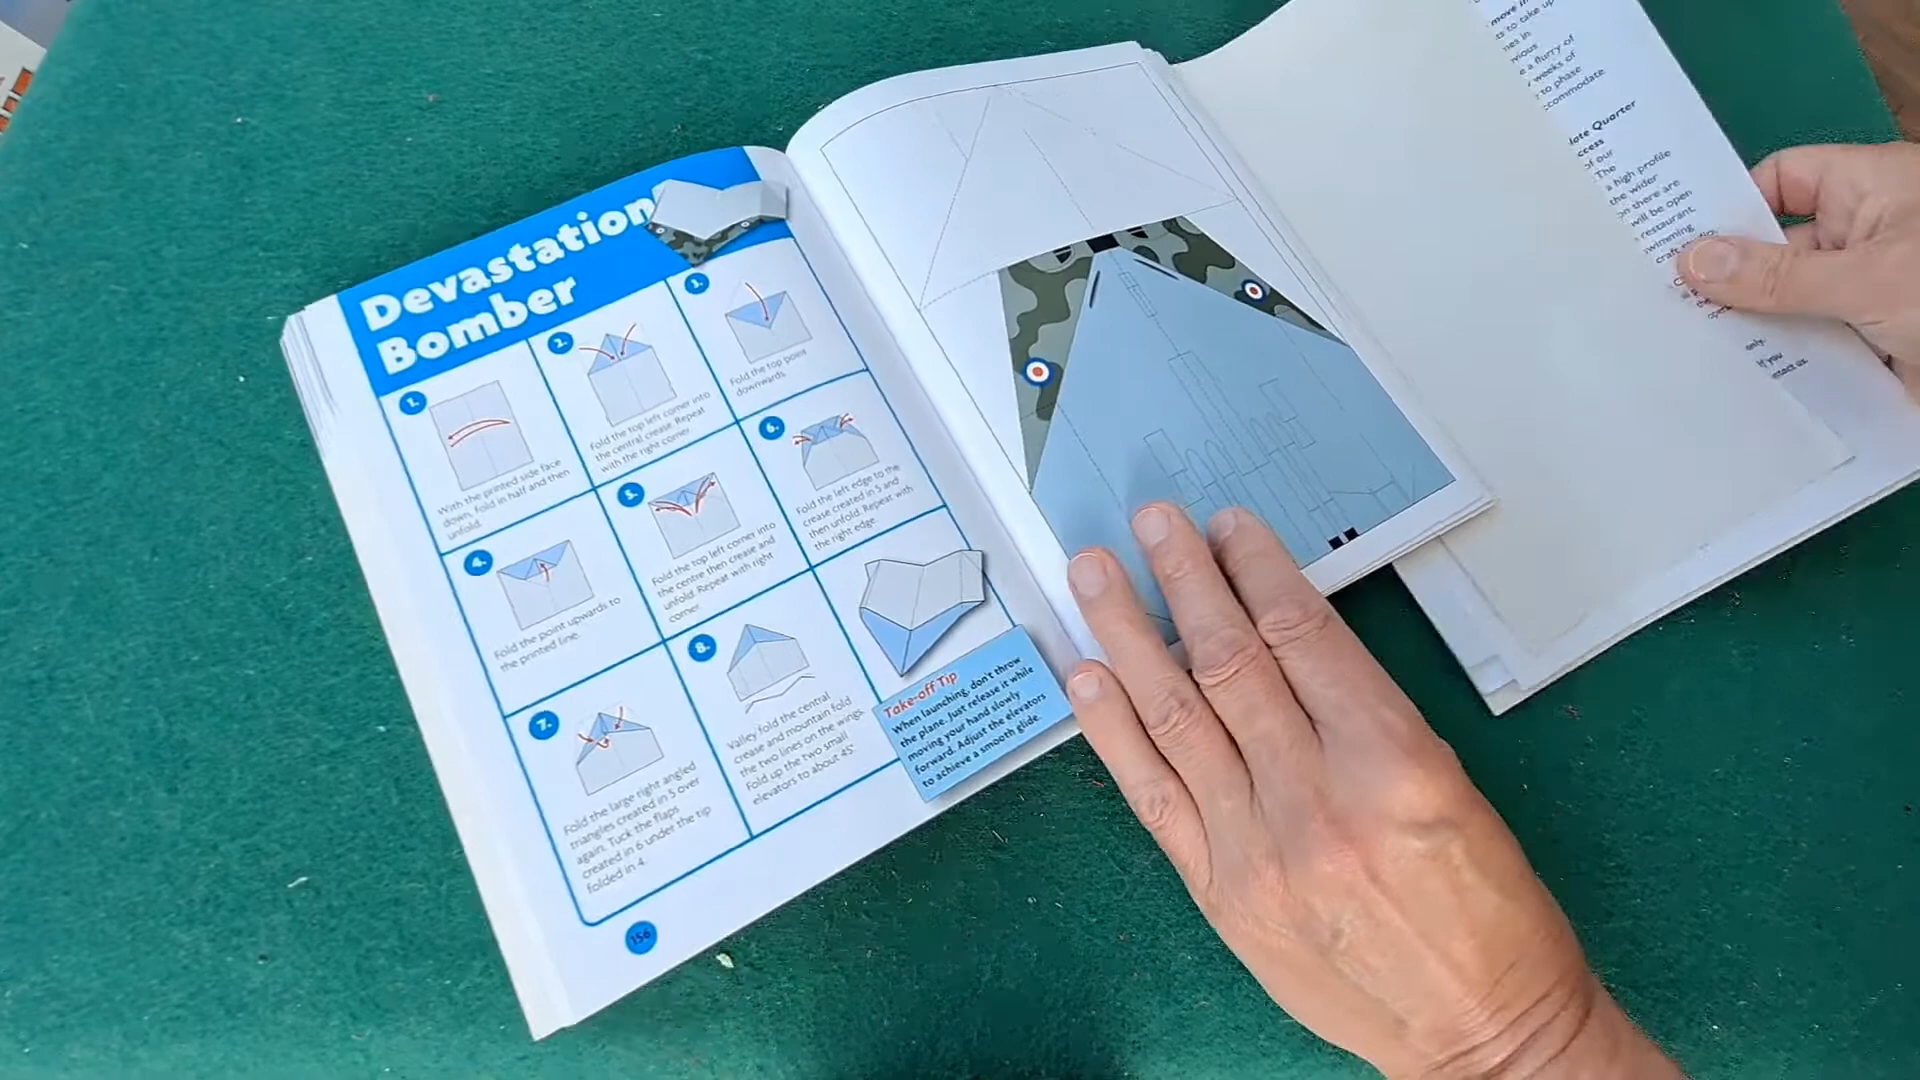 Devastation
Bomber
1.
With the printed side face
down, fold in half and then
unfold.
2.
Fold the top left corner into
the central crease. Repeat
with the right corner.
3.
Fold the top point
downwards.
4.
Fold the point upwards to
the printed line.
5.
Fold the top left corner into
the centre then crease and
unfold. Repeat with right
corner.
6.
Fold the left edge to the
crease created in 5 and
then unfold. Repeat with
the right edge.
7.
Fold the large right angled
triangles created in 5 over
again. Tuck the flaps
created in 6 under the tip
folded in 4.
8.
Valley fold the central
crease and mountain fold
the two lines on the wings.
Fold up the two small
elevators to about 45°.
Take-off Tip
When launching, don't throw
the plane. Just release it while
moving your hand slowly
forward. Adjust the elevators
to achieve a smooth glide.
156
move in
to take up
in
a flurry of
weeks of
to phase
Quarter
of our
The
a high profile
the wider
there are
will be open
restaurant,
only.
If you